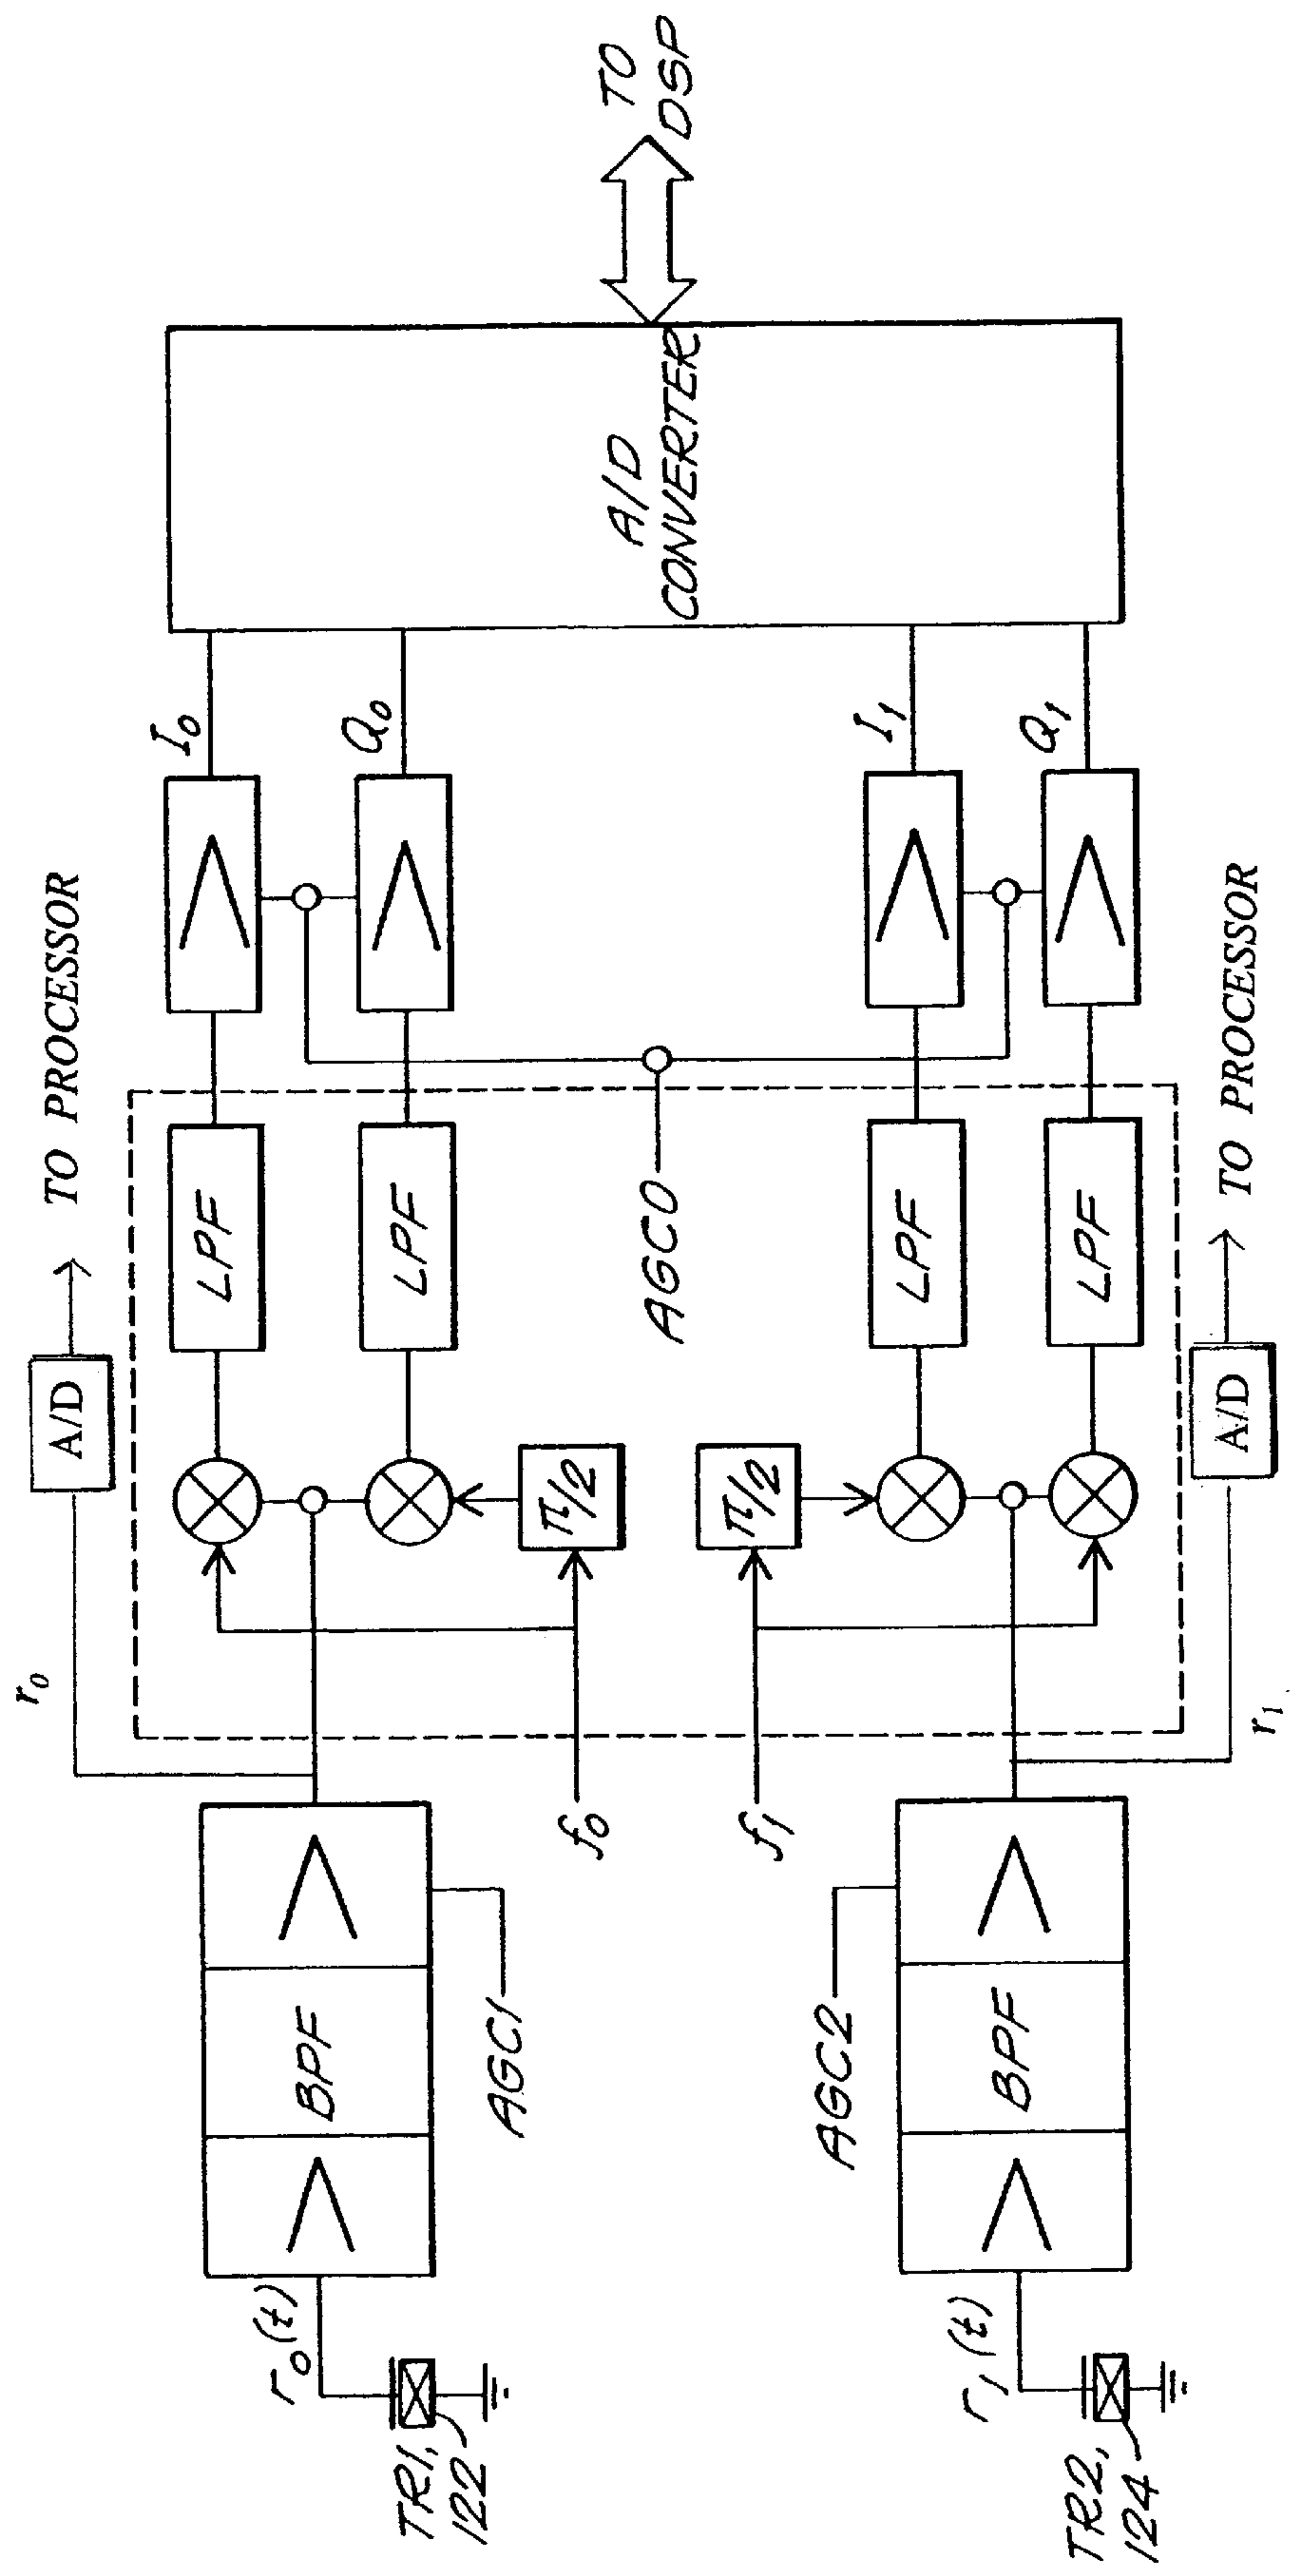 r₀
A/D
TO PROCESSOR
TR1,
122
r₀(t)
BPF
AGC1
f₀
π/2
LPF
LPF
I₀
Q₀
AGC0
A/D
CONVERTER
TO
DSP
TR2,
124
r₁(t)
BPF
AGC2
f₁
π/2
LPF
LPF
I₁
Q₁
r₁
A/D
TO PROCESSOR